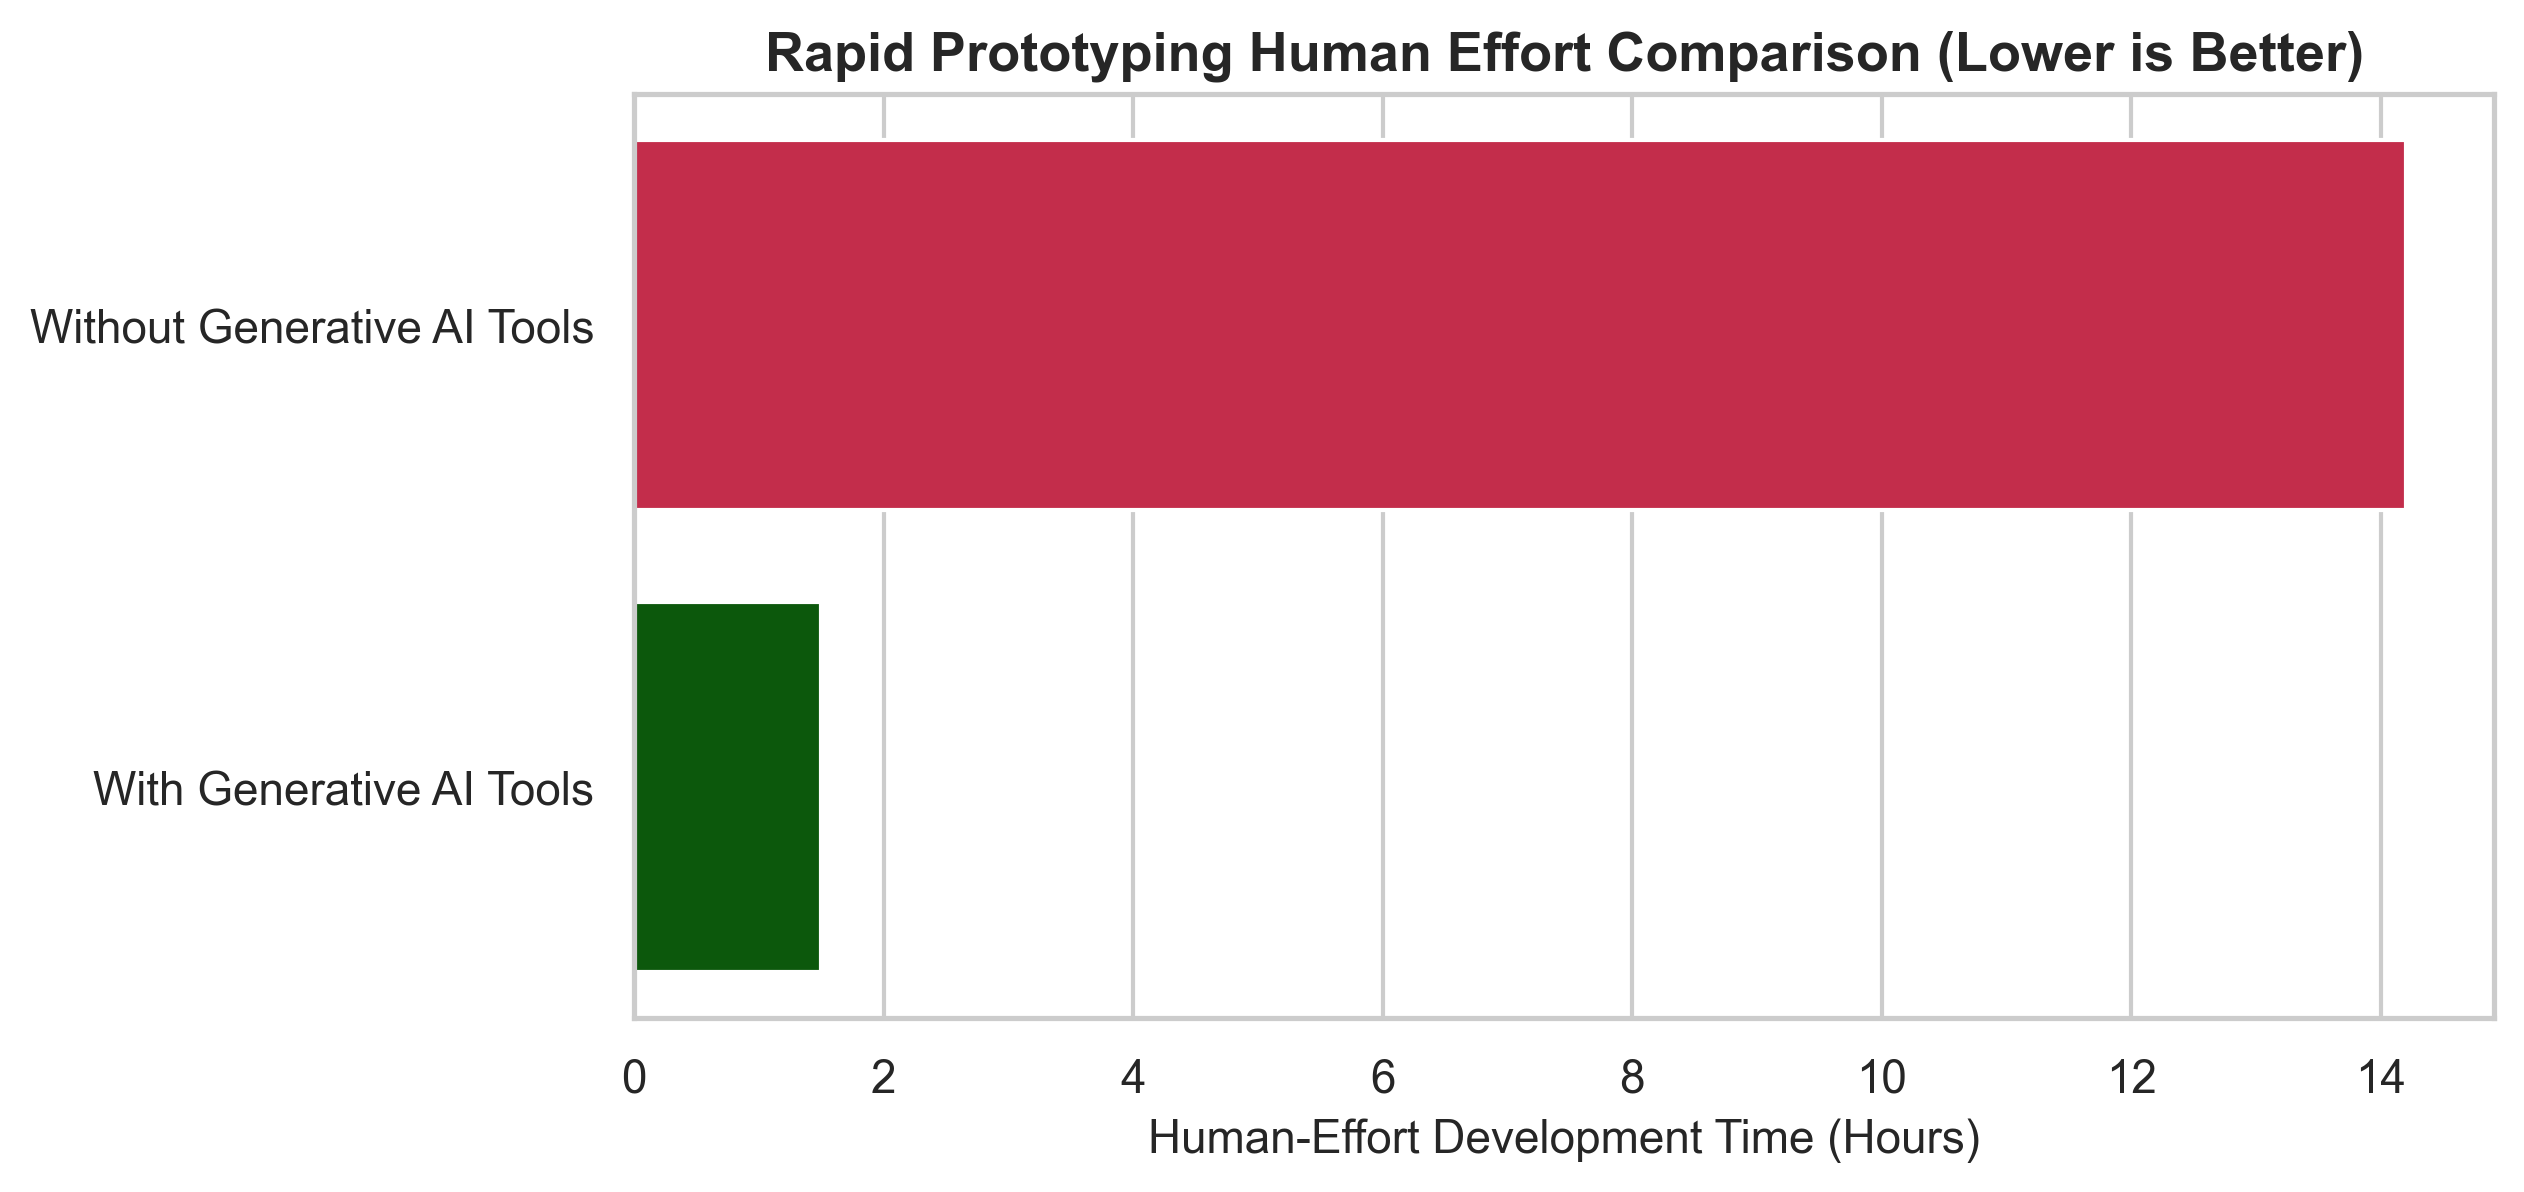 Rapid Prototyping Human Effort Comparison (Lower is Better)
Without Generative AI Tools
With Generative AI Tools
0 2 4 6 8 10 12 14
Human-Effort Development Time (Hours)